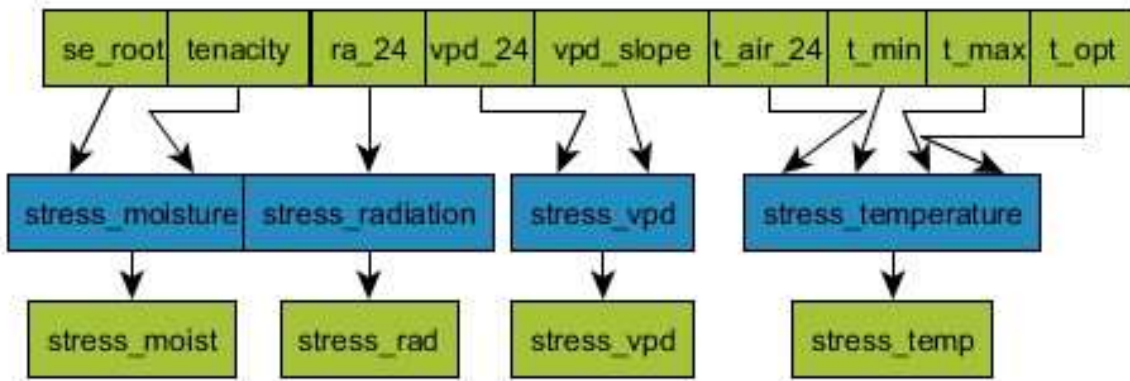 se_root tenacity ra_24 vpd_24 vpd_slope t_air_24 t_min t_max t_opt
stress_moisture stress_radiation stress_vpd stress_temperature
stress_moist stress_rad stress_vpd stress_temp